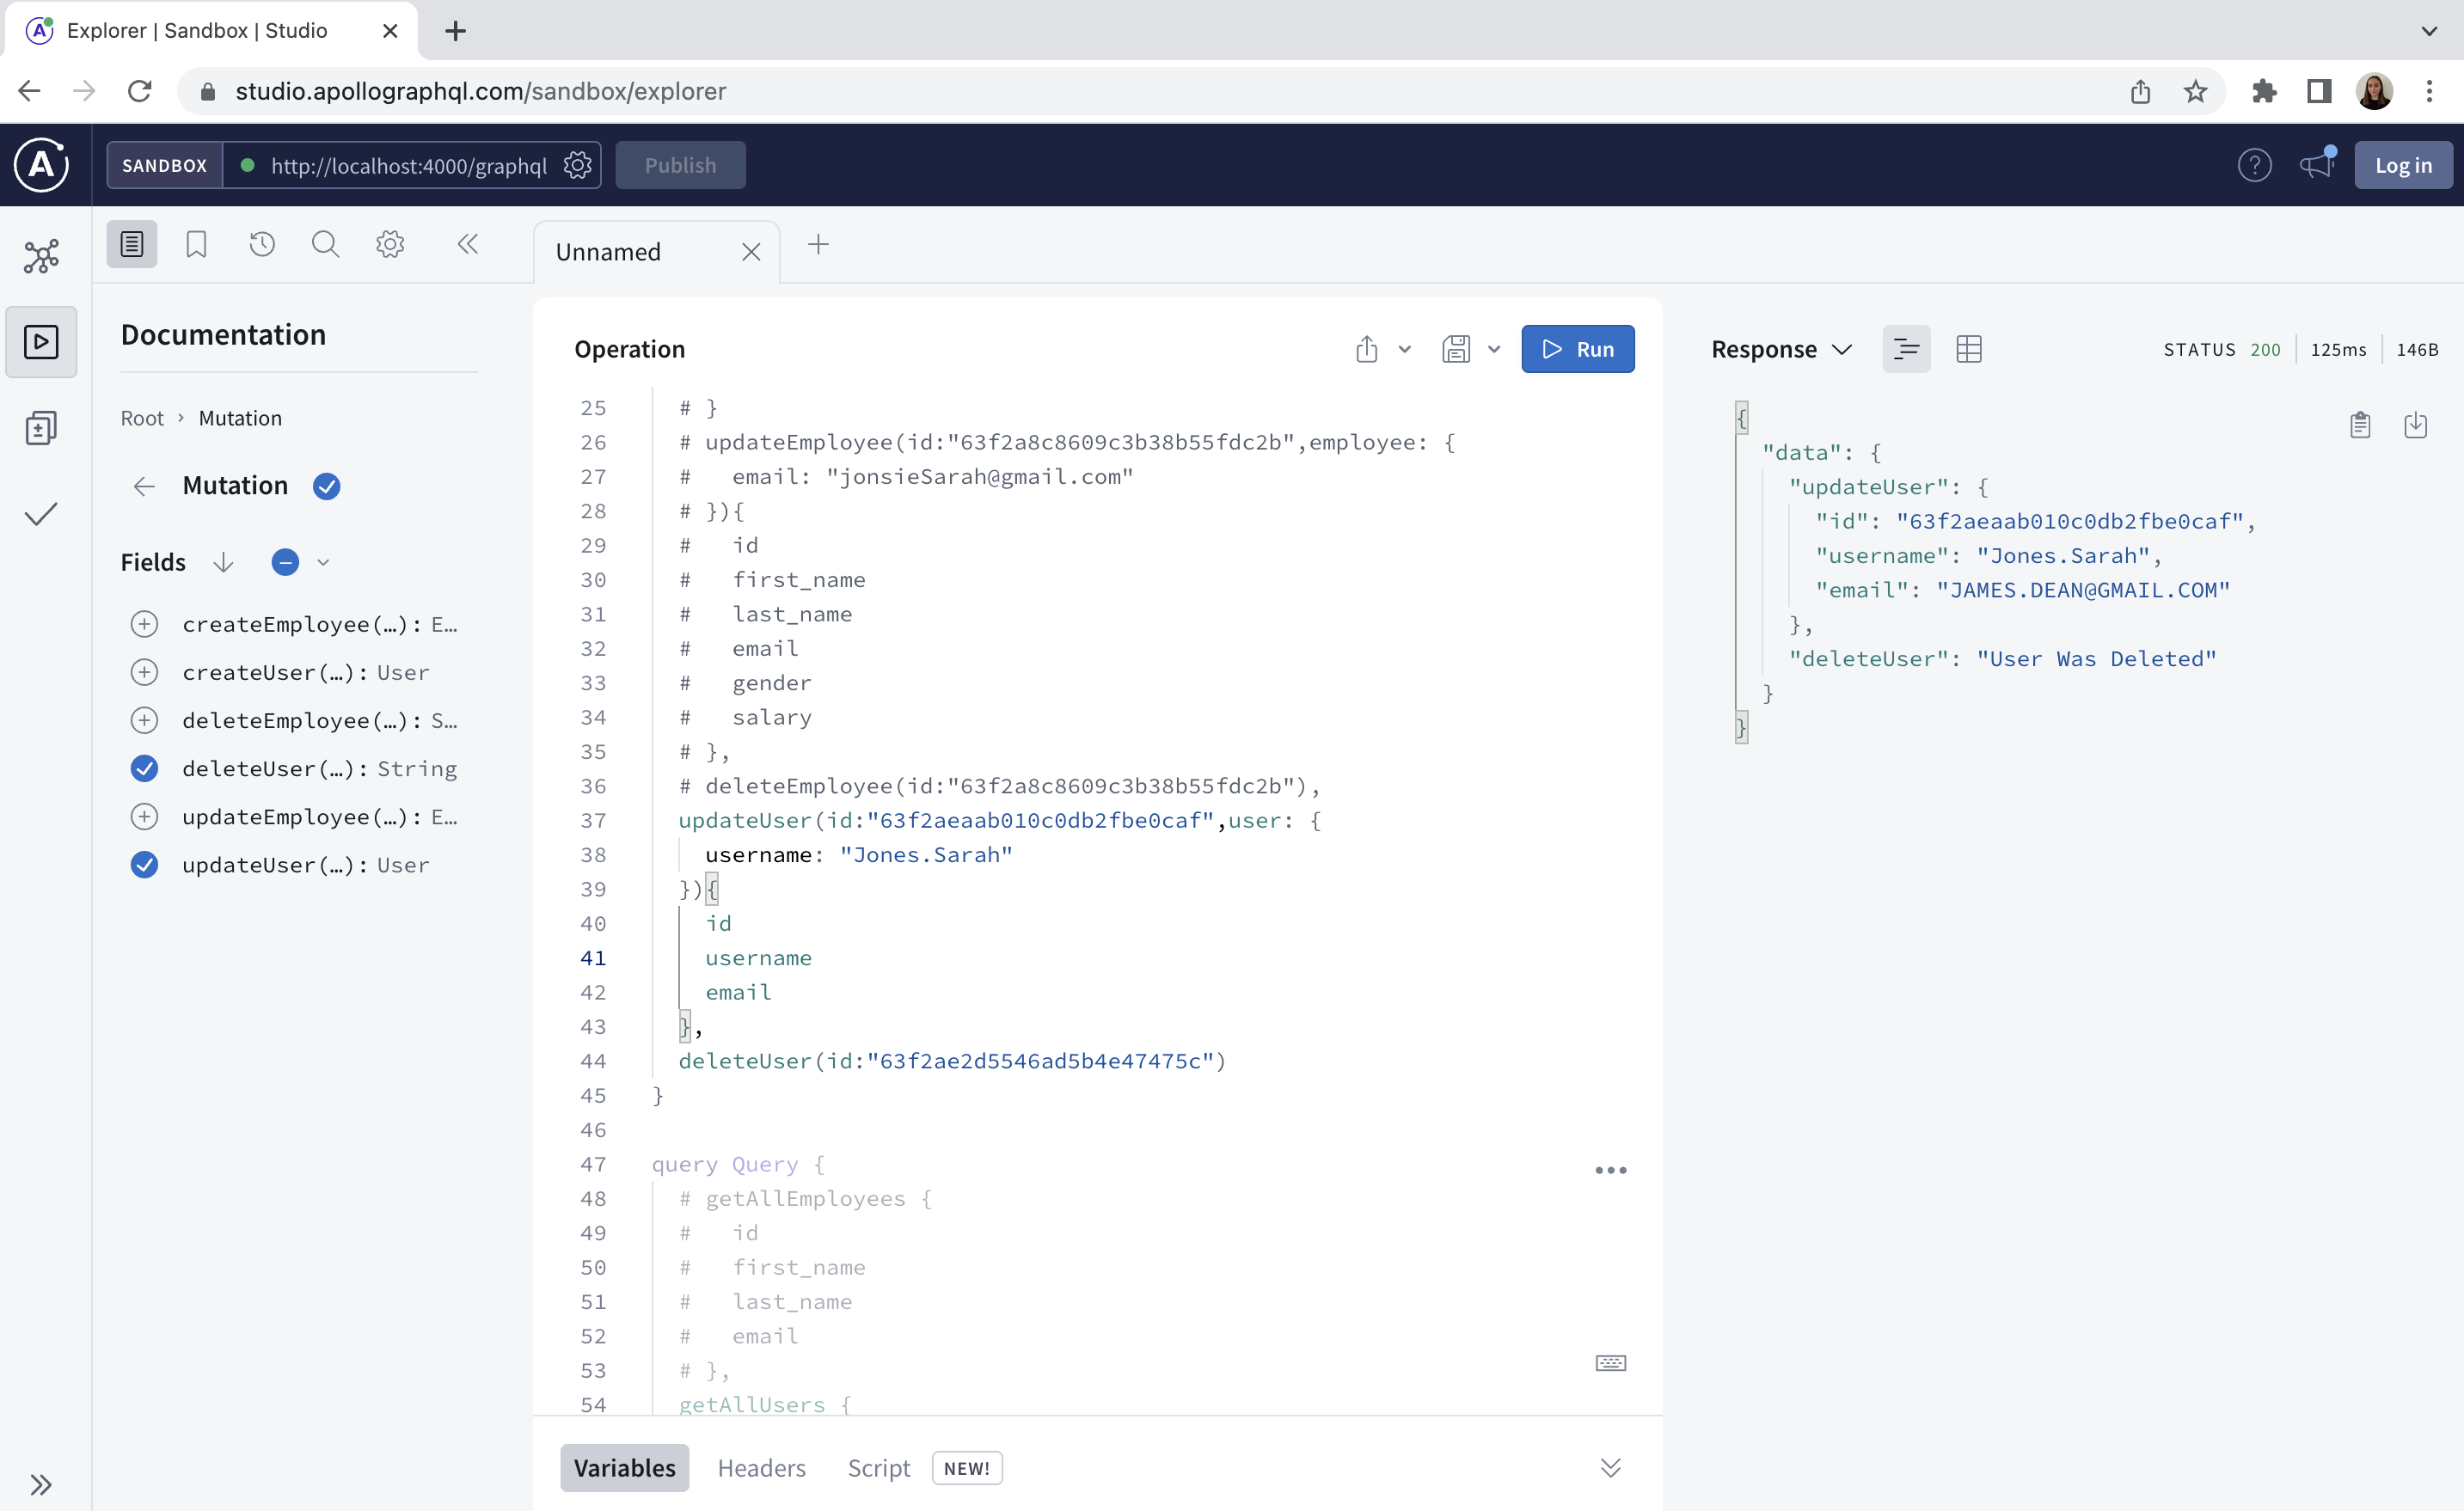 Explorer | Sandbox | Studio
studio.apollographql.com/sandbox/explorer
A
SANDBOX
http://localhost:4000/graphql
Publish
?
Log in
Unnamed
Documentation
Root > Mutation
Mutation
Fields
createEmployee(…): E…
createUser(…): User
deleteEmployee(…): S…
deleteUser(…): String
updateEmployee(…): E…
updateUser(…): User
Operation
Run
25 # }
26 # updateEmployee(id:"63f2a8c8609c3b38b55fdc2b",employee: {
27 #   email: "jonsieSarah@gmail.com"
28 # }){
29 #   id
30 #   first_name
31 #   last_name
32 #   email
33 #   gender
34 #   salary
35 # },
36 # deleteEmployee(id:"63f2a8c8609c3b38b55fdc2b"),
37 updateUser(id:"63f2aeaab010c0db2fbe0caf",user: {
38   username: "Jones.Sarah"
39 }){
40   id
41   username
42   email
43 },
44 deleteUser(id:"63f2ae2d5546ad5b4e47475c")
45 }
46
47 query Query {
48 # getAllEmployees {
49 #   id
50 #   first_name
51 #   last_name
52 #   email
53 # },
54 getAllUsers {
Variables
Headers
Script
NEW!
Response
STATUS 200
125ms
146B
{
"data": {
"updateUser": {
"id": "63f2aeaab010c0db2fbe0caf",
"username": "Jones.Sarah",
"email": "JAMES.DEAN@GMAIL.COM"
},
"deleteUser": "User Was Deleted"
}
}